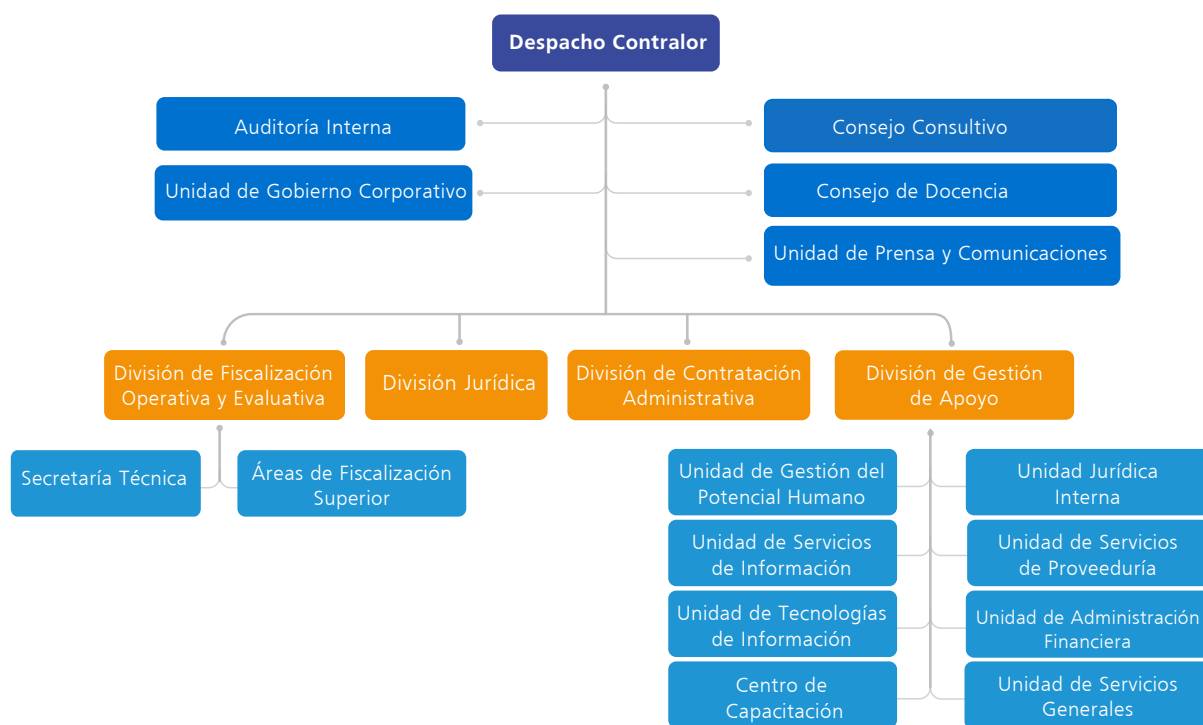 Despacho Contralor
Auditoría Interna
Consejo Consultivo
Unidad de Gobierno Corporativo
Consejo de Docencia
Unidad de Prensa y Comunicaciones
División de Fiscalización
Operativa y Evaluativa
División Jurídica
División de Contratación
Administrativa
División de Gestión
de Apoyo
Secretaría Técnica
Áreas de Fiscalización
Superior
Unidad de Gestión del
Potencial Humano
Unidad Jurídica
Interna
Unidad de Servicios
de Información
Unidad de Servicios
de Proveeduría
Unidad de Tecnologías
de Información
Unidad de Administración
Financiera
Centro de
Capacitación
Unidad de Servicios
Generales